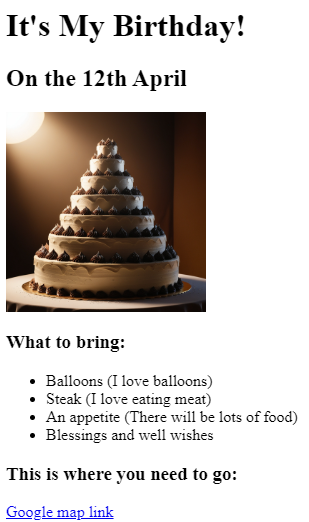 It's My Birthday!
On the 12th April
What to bring:
Balloons (I love balloons)
Steak (I love eating meat)
An appetite (There will be lots of food)
Blessings and well wishes
This is where you need to go:
Google map link